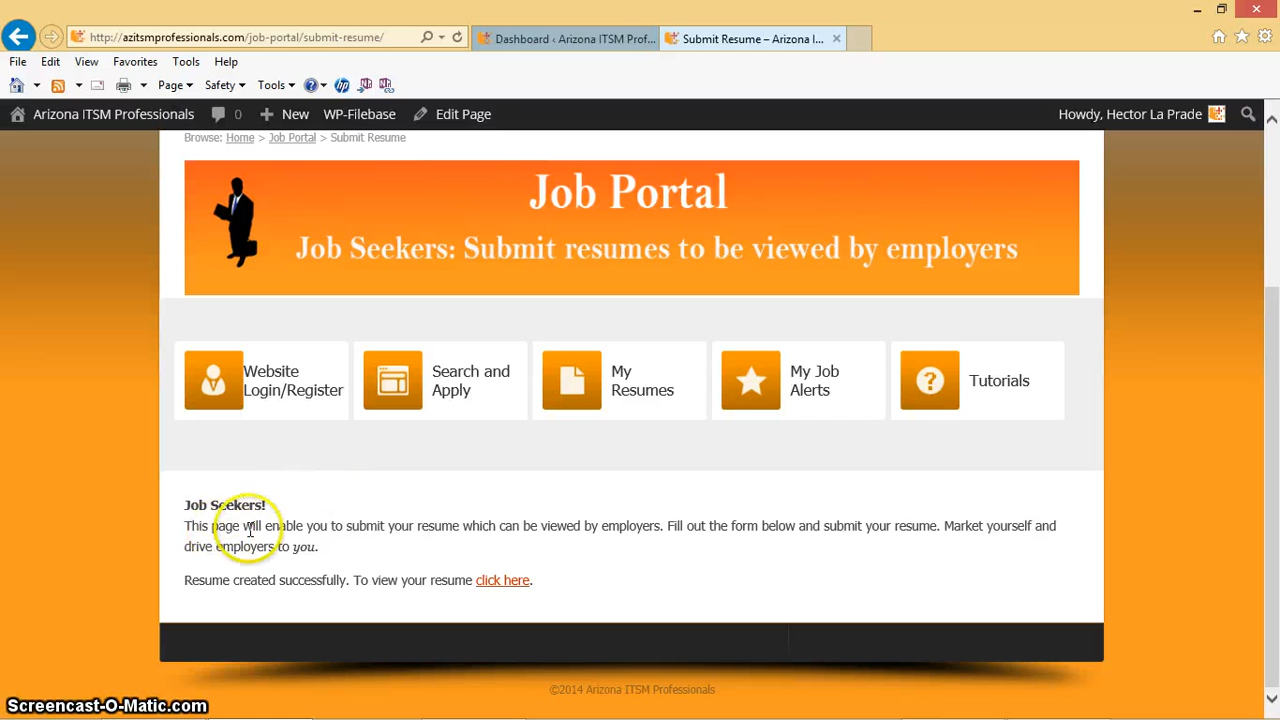 http://azitsmprofessionals.com/job-portal/submit-resume/
Dashboard ‹ Arizona ITSM Prof...
Submit Resume – Arizona I...
File Edit View Favorites Tools Help
Page Safety Tools
Arizona ITSM Professionals 0 New WP-Filebase Edit Page Howdy, Hector La Prade
Browse: Home > Job Portal > Submit Resume
Job Portal
Job Seekers: Submit resumes to be viewed by employers
Website Login/Register
Search and Apply
My Resumes
My Job Alerts
Tutorials
Job Seekers!
This page will enable you to submit your resume which can be viewed by employers. Fill out the form below and submit your resume. Market yourself and
drive employers to you.
Resume created successfully. To view your resume click here.
©2014 Arizona ITSM Professionals
Screencast-O-Matic.com